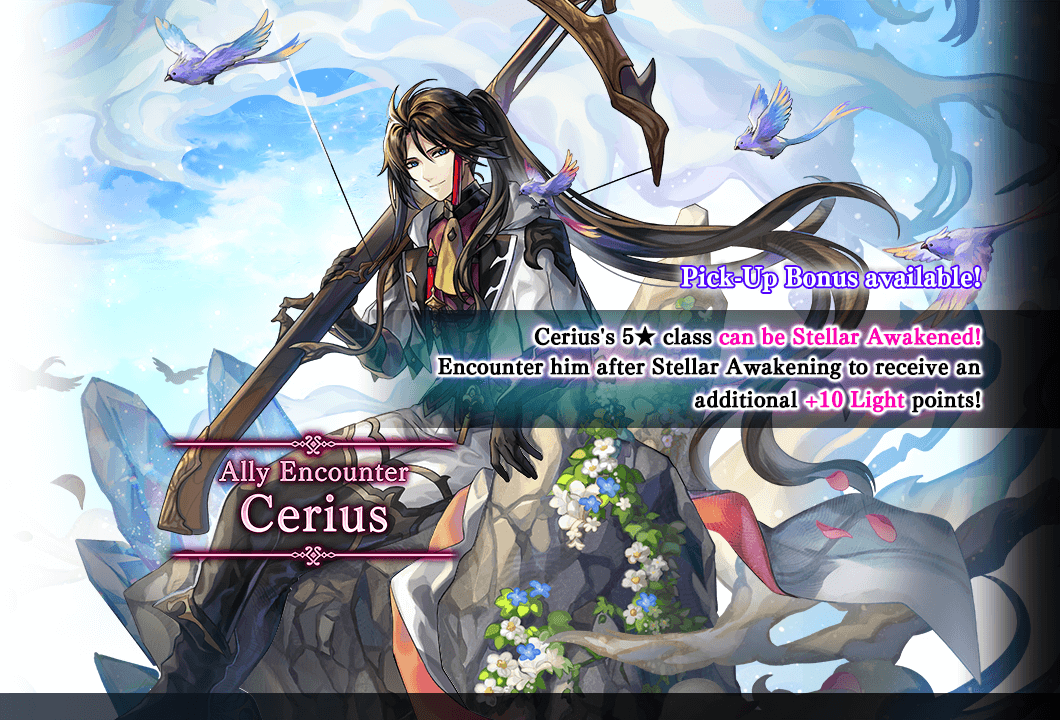 Pick-Up Bonus available!
Cerius's 5★ class can be Stellar Awakened!
Encounter him after Stellar Awakening to receive an
additional +10 Light points!
Ally Encounter
Cerius